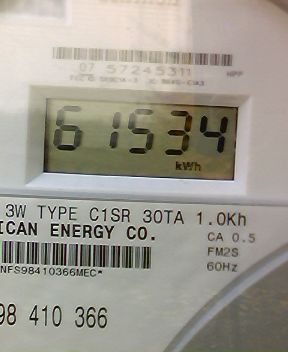 07 57245311 HPP
61534
kWh
3W TYPE C1SR 30TA 1.0Kh
ICAN ENERGY CO. CA 0.5
FM2S
NFS98410366MEC* 60Hz
98 410 366